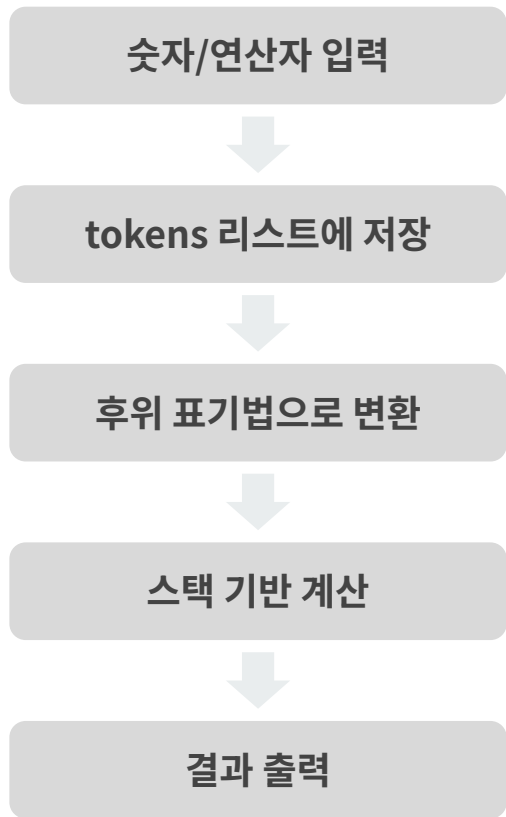 숫자/연산자 입력
tokens 리스트에 저장
후위 표기법으로 변환
스택 기반 계산
결과 출력